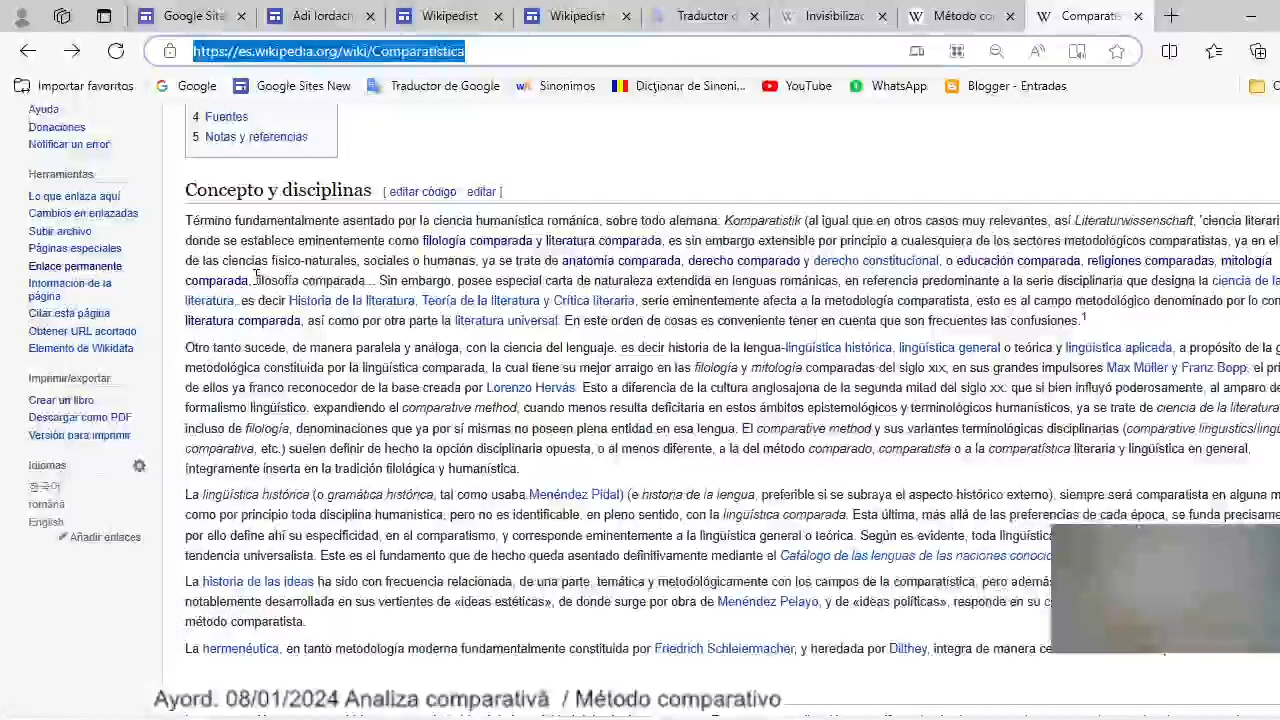 Google Site
Adi Iordach
Wikipedist
Wikipedist
Traductor d
Invisibilizac
Método com
Comparatis
https://es.wikipedia.org/wiki/Comparatística
Importar favoritos
Google
Google Sites New
Traductor de Google
Sinonimos
Dicționar de Sinoni...
YouTube
WhatsApp
Blogger - Entradas
Ayuda
Donaciones
Notificar un error
Herramientas
Lo que enlaza aquí
Cambios en enlazadas
Subir archivo
Páginas especiales
Enlace permanente
Información de la
página
Citar esta página
Obtener URL acortado
Elemento de Wikidata
Imprimir/exportar
Crear un libro
Descargar como PDF
Versión para imprimir
Idiomas
한국어
română
English
Añadir enlaces
4 Fuentes
5 Notas y referencias
Concepto y disciplinas [ editar código editar ]
Término fundamentalmente asentado por la ciencia humanística románica, sobre todo alemana: Komparatistik (al igual que en otros casos muy relevantes, así Literaturwissenschaft, 'ciencia literari
donde se establece eminentemente como filología comparada y literatura comparada, es sin embargo extensible por principio a cualesquiera de los sectores metodológicos comparatistas, ya en el
de las ciencias físico-naturales, sociales o humanas, ya se trate de anatomía comparada, derecho comparado y derecho constitucional, o educación comparada, religiones comparadas, mitología
comparada, filosofía comparada... Sin embargo, posee especial carta de naturaleza extendida en lenguas románicas, en referencia predominante a la serie disciplinaria que designa la ciencia de la
literatura, es decir Historia de la literatura, Teoría de la literatura y Crítica literaria, serie eminentemente afecta a la metodología comparatista, esto es al campo metodológico denominado por lo com
literatura comparada, así como por otra parte la literatura universal. En este orden de cosas es conveniente tener en cuenta que son frecuentes las confusiones.1
Otro tanto sucede, de manera paralela y análoga, con la ciencia del lenguaje, es decir historia de la lengua-lingüística histórica, lingüística general o teórica y lingüística aplicada, a propósito de la g
metodológica constituida por la lingüística comparada, la cual tiene su mejor arraigo en las filología y mitología comparadas del siglo XIX, en sus grandes impulsores Max Müller y Franz Bopp, el pri
de ellos ya franco reconocedor de la base creada por Lorenzo Hervás. Esto a diferencia de la cultura anglosajona de la segunda mitad del siglo XX: que si bien influyó poderosamente, al amparo de
formalismo lingüístico, expandiendo el comparative method, cuando menos resulta deficitaria en estos ámbitos epistemológicos y terminológicos humanísticos, ya se trate de ciencia de la literatura
incluso de filología, denominaciones que ya por sí mismas no poseen plena entidad en esa lengua. El comparative method y sus variantes terminológicas disciplinarias (comparative linguistics/lingü
comparativa, etc.) suelen definir de hecho la opción disciplinaria opuesta, o al menos diferente, a la del método comparado, comparatista o a la comparatística literaria y lingüística en general,
íntegramente inserta en la tradición filológica y humanística.
La lingüística histórica (o gramática histórica, tal como usaba Menéndez Pidal) (e historia de la lengua, preferible si se subraya el aspecto histórico externo), siempre será comparatista en alguna m
como por principio toda disciplina humanística, pero no es identificable, en pleno sentido, con la lingüística comparada. Esta última, más allá de las preferencias de cada época, se funda precisame
por ello define ahí su especificidad, en el comparatismo, y corresponde eminentemente a la lingüística general o teórica. Según es evidente, toda lingüístic
tendencia universalista. Este es el fundamento que de hecho queda asentado definitivamente mediante el Catálogo de las lenguas de las naciones conocid
La historia de las ideas ha sido con frecuencia relacionada, de una parte, temática y metodológicamente con los campos de la comparatística, pero además
notablemente desarrollada en sus vertientes de «ideas estéticas», de donde surge por obra de Menéndez Pelayo, y de «ideas políticas», responde en su c
método comparatista.
La hermenéutica, en tanto metodología moderna fundamentalmente constituida por Friedrich Schleiermacher, y heredada por Dilthey, integra de manera ce
Ayord. 08/01/2024 Analiza comparativă / Método comparativo